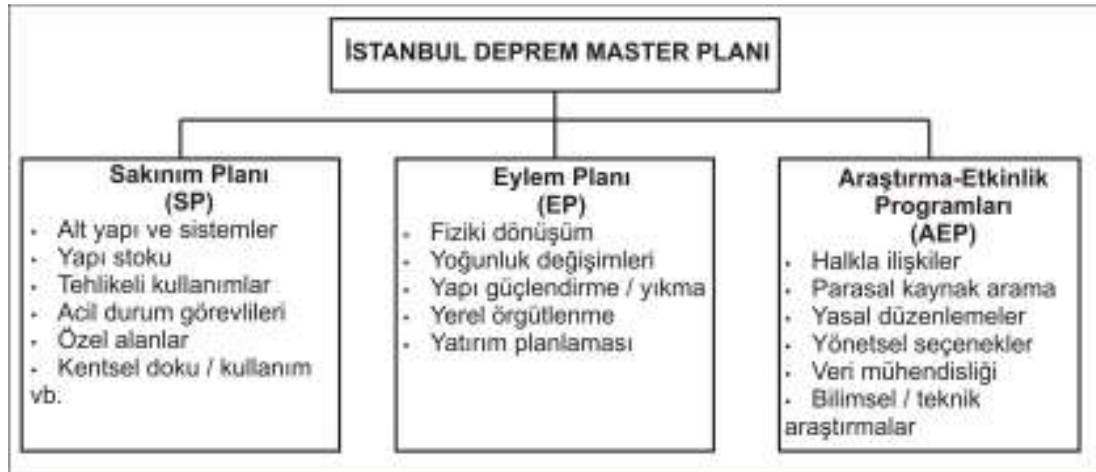 İSTANBUL DEPREM MASTER PLANI
Sakınım Planı
(SP)
- Alt yapı ve sistemler
- Yapı stoku
- Tehlikeli kullanımlar
- Acil durum görevlileri
- Özel alanlar
- Kentsel doku / kullanım
vb.
Eylem Planı
(EP)
- Fiziki dönüşüm
- Yoğunluk değişimleri
- Yapı güçlendirme / yıkma
- Yerel örgütlenme
- Yatırım planlaması
Araştırma-Etkinlik
Programları
(AEP)
- Halkla ilişkiler
- Parasal kaynak arama
- Yasal düzenlemeler
- Yönetsel seçenekler
- Veri mühendisliği
- Bilimsel / teknik
araştırmalar